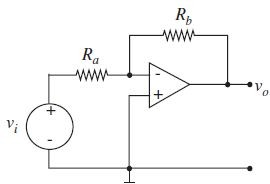 R_b
R_a
-
+
v_o
+
v_i
-